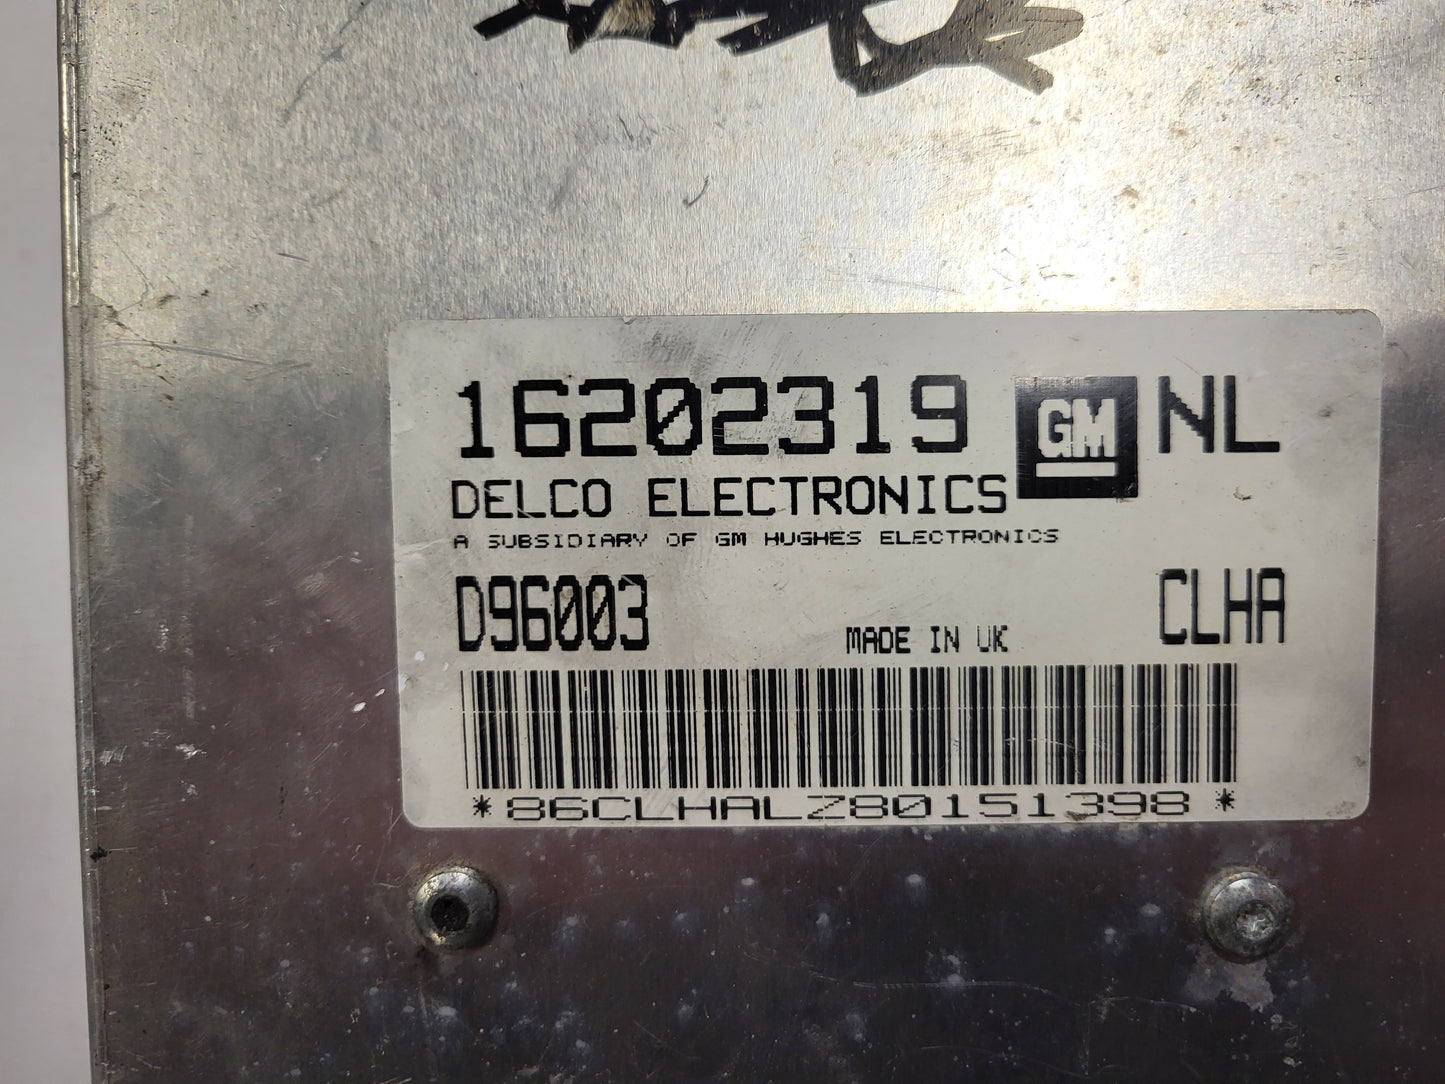 16202319 GM NL
DELCO ELECTRONICS
A SUBSIDIARY OF GM HUGHES ELECTRONICS
D96003 MADE IN UK CLHA
*86CLHALZ80151398*